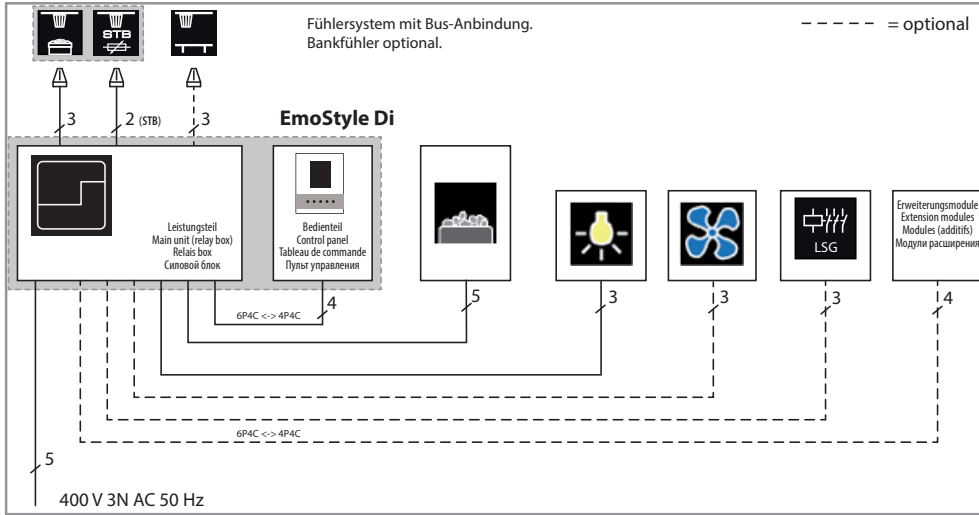 Fühlersystem mit Bus-Anbindung.
Bankfühler optional.
= optional
STB
3
2 (STB)
3
EmoStyle Di
Leistungsteil
Main unit (relay box)
Relais box
Силовой блок
Bedienteil
Control panel
Tableau de commande
Пульт управления
LSG
Erweiterungsmodule
Extension modules
Modules (additifs)
Модули расширения
4
5
3
3
3
4
6P4C <-> 4P4C
6P4C <-> 4P4C
5
400 V 3N AC 50 Hz